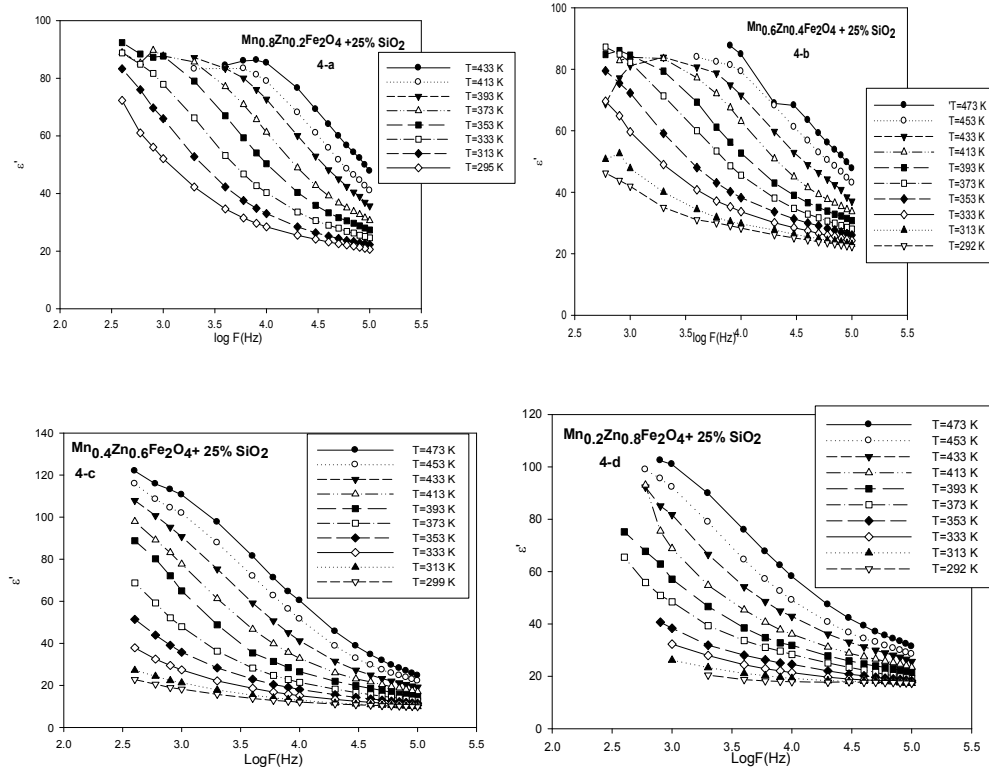 Mn0.8Zn0.2Fe2O4 +25% SiO2
4-a
T=433 K
T=413 K
T=393 K
T=373 K
T=353 K
T=333 K
T=313 K
T=295 K
100
80
60
40
20
0
ε'
2.0 2.5 3.0 3.5 4.0 4.5 5.0 5.5
log F(Hz)
Mn0.6Zn0.4Fe2O4 + 25% SiO2
4-b
'T=473 K
T=453 K
T=433 K
T=413 K
T=393 K
T=373 K
T=353 K
T=333 K
T=313 K
T=292 K
100
80
60
40
20
0
ε'
2.5 3.0 3.5 4.0 4.5 5.0 5.5
log F(Hz)
Mn0.4Zn0.6Fe2O4+ 25% SiO2
4-c
T=473 K
T=453 K
T=433 K
T=413 K
T=393 K
T=373 K
T=353 K
T=333 K
T=313 K
T=299 K
140
120
100
80
60
40
20
0
ε'
2.0 2.5 3.0 3.5 4.0 4.5 5.0 5.5
LogF(Hz)
Mn0.2Zn0.8Fe2O4+ 25% SiO2
4-d
T=473 K
T=453 K
T=433 K
T=413 K
T=393 K
T=373 K
T=353 K
T=333 K
T=313 K
T=292 K
120
100
80
60
40
20
0
ε'
2.0 2.5 3.0 3.5 4.0 4.5 5.0 5.5
LogF(Hz)